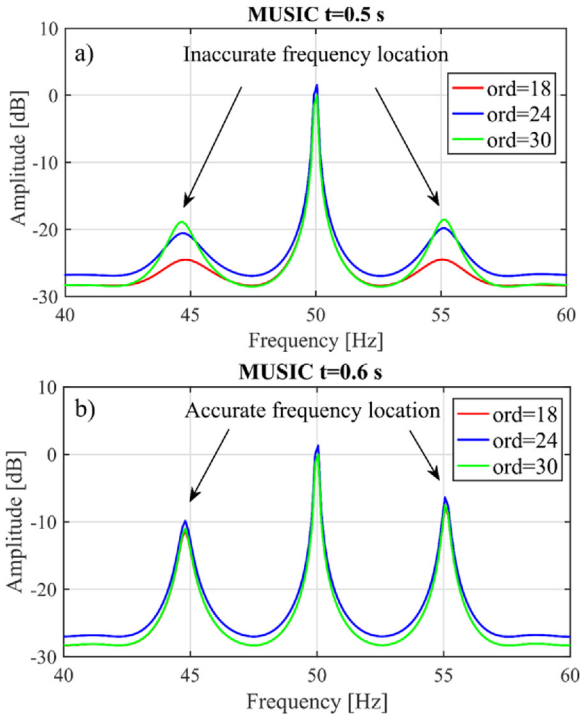 MUSIC t=0.5 s
a)
Inaccurate frequency location
ord=18
ord=24
ord=30
Amplitude [dB]
10
0
-10
-20
-30
40 45 50 55 60
Frequency [Hz]
MUSIC t=0.6 s
b)
Accurate frequency location
ord=18
ord=24
ord=30
Amplitude [dB]
10
0
-10
-20
-30
40 45 50 55 60
Frequency [Hz]